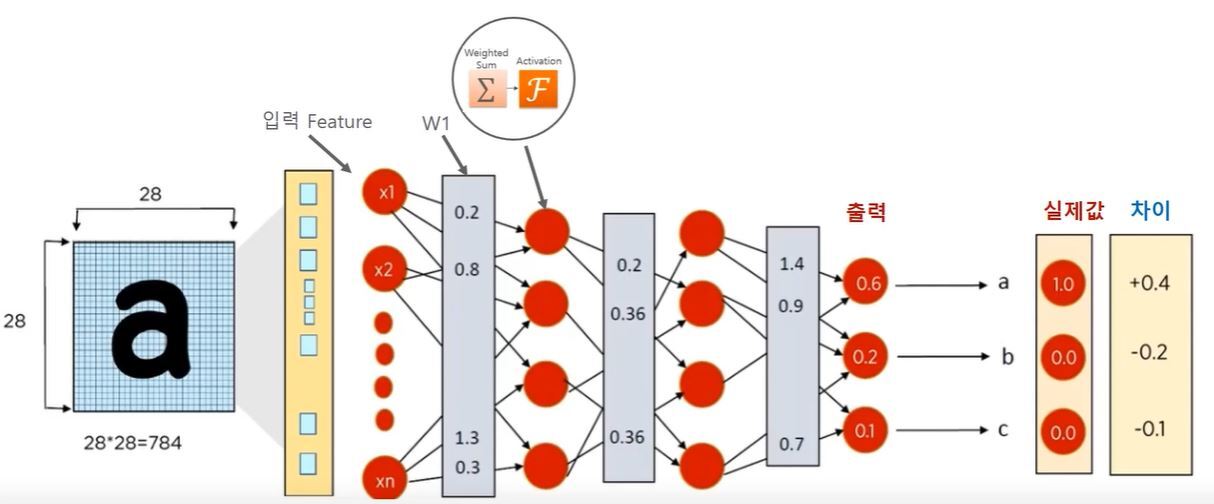 Weighted
Sum
Activation
∑
ℱ
입력 Feature
W1
28
28
28*28=784
x1
x2
xn
0.2
0.8
1.3
0.3
0.2
0.36
0.36
1.4
0.9
0.7
출력
0.6
0.2
0.1
a
b
c
실제값
1.0
0.0
0.0
차이
+0.4
-0.2
-0.1
a